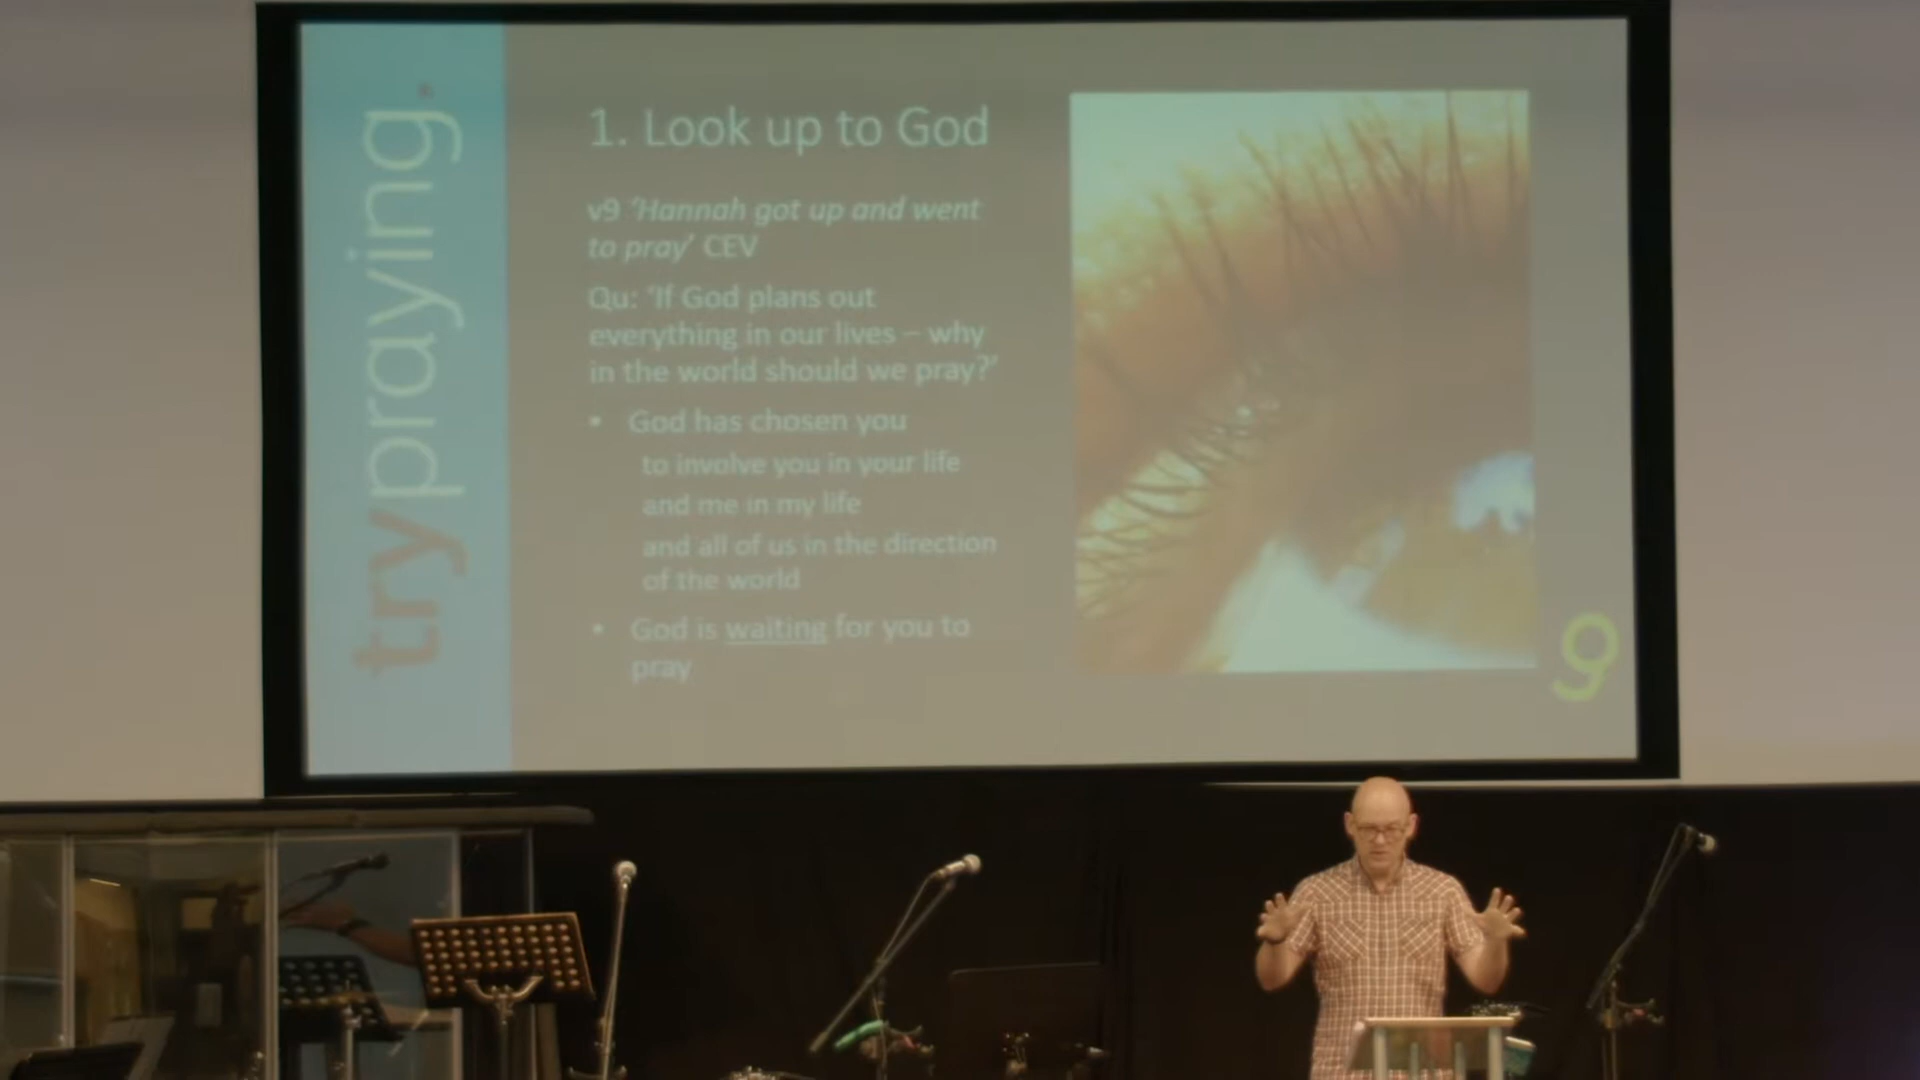 trypraying.
1. Look up to God
v9 ‘Hannah got up and went
to pray’ CEV
Qu: ‘If God plans out
everything in our lives – why
in the world should we pray?’
• God has chosen you
to involve you in your life
and me in my life
and all of us in the direction
of the world
• God is waiting for you to
pray